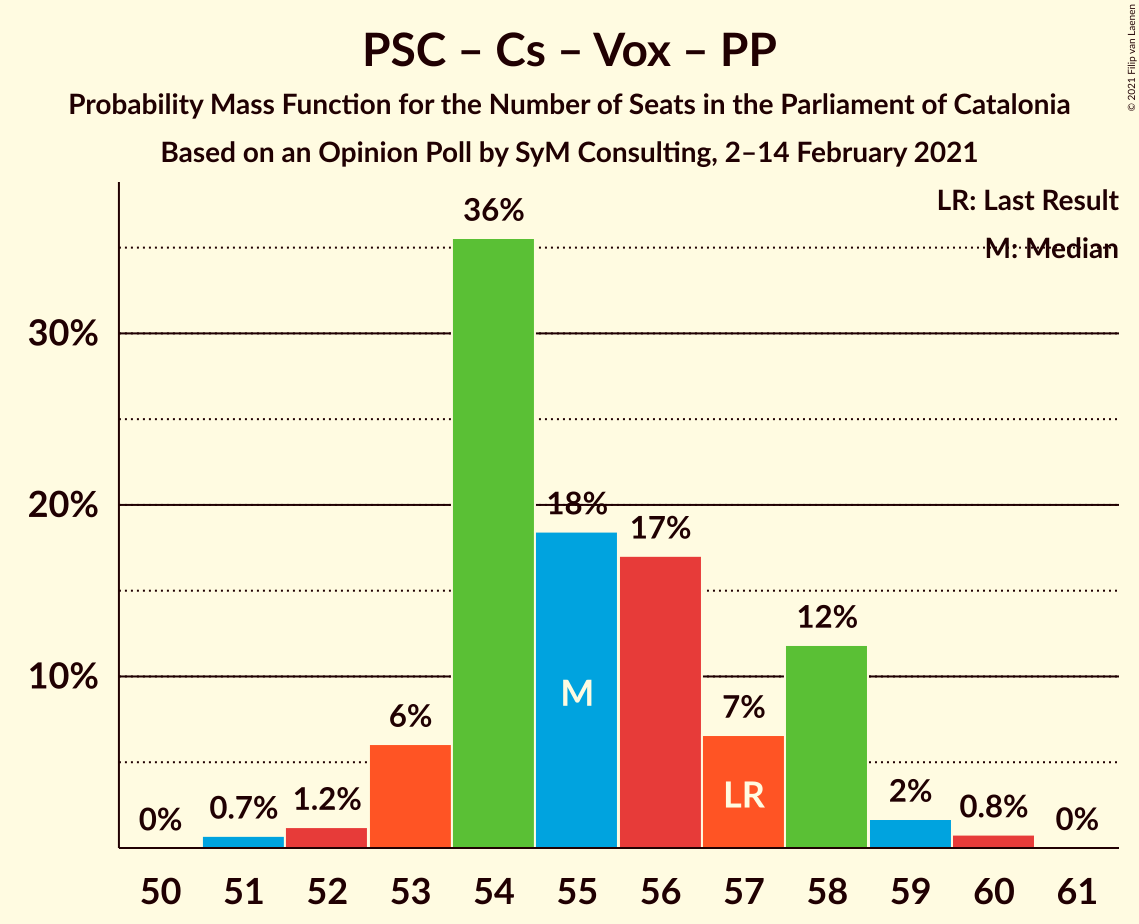 PSC – Cs – Vox – PP
Probability Mass Function for the Number of Seats in the Parliament of Catalonia
Based on an Opinion Poll by SyM Consulting, 2–14 February 2021
© 2021 Filip van Laenen
LR: Last Result
M: Median
30%
20%
10%
0%
0.7%
1.2%
6%
36%
18%
17%
7%
12%
2%
0.8%
0%
M
LR
50 51 52 53 54 55 56 57 58 59 60 61